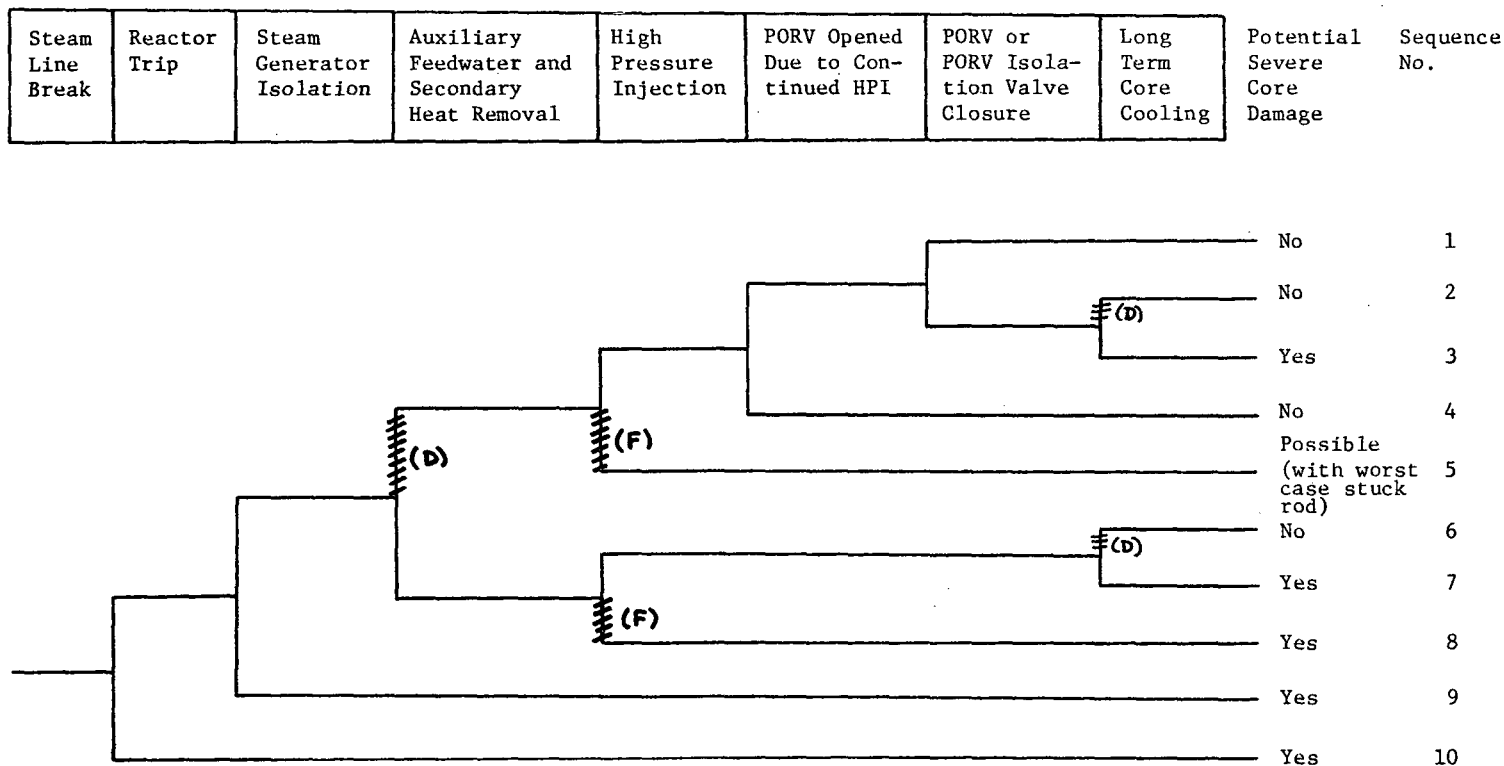 Steam
Line
Break
Reactor
Trip
Steam
Generator
Isolation
Auxiliary
Feedwater and
Secondary
Heat Removal
High
Pressure
Injection
PORV Opened
Due to Con-
tinued HPI
PORV or
PORV Isola-
tion Valve
Closure
Long
Term
Core
Cooling
Potential
Severe
Core
Damage
Sequence
No.
No 1
(D) No 2
Yes 3
No 4
(D)
(F)
Possible
(with worst 5
case stuck
rod)
No 6
(D)
Yes 7
(F)
Yes 8
Yes 9
Yes 10